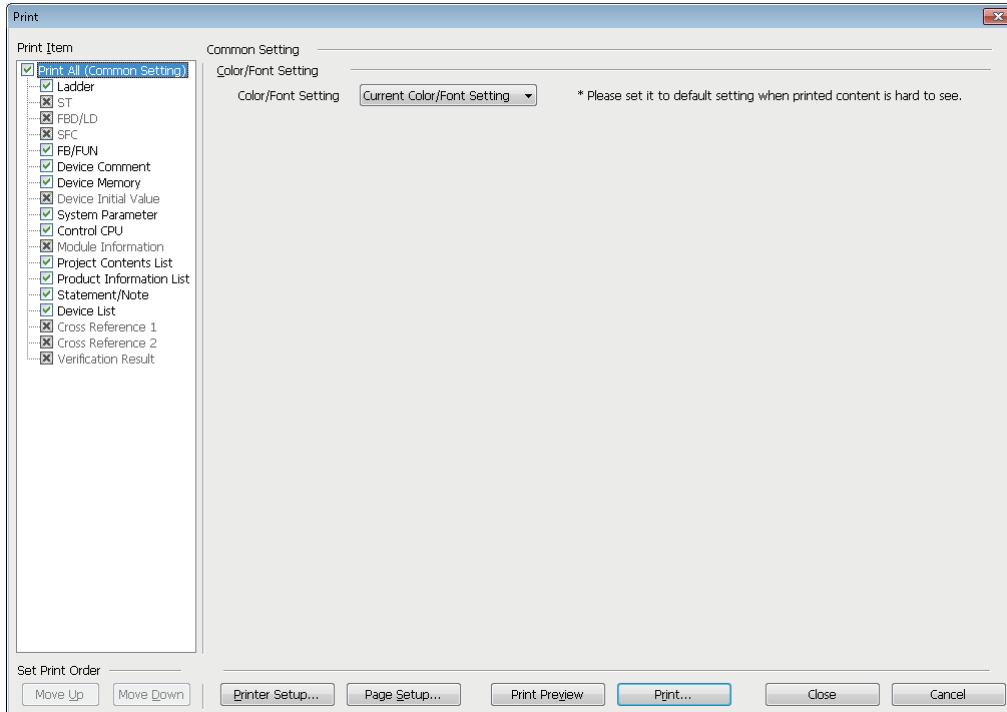 Print
Print Item
Print All (Common Setting)
Ladder
ST
FBD/LD
SFC
FB/FUN
Device Comment
Device Memory
Device Initial Value
System Parameter
Control CPU
Module Information
Project Contents List
Product Information List
Statement/Note
Device List
Cross Reference 1
Cross Reference 2
Verification Result
Common Setting
Color/Font Setting
Color/Font Setting Current Color/Font Setting * Please set it to default setting when printed content is hard to see.
Set Print Order
Move Up Move Down Printer Setup... Page Setup... Print Preview Print... Close Cancel